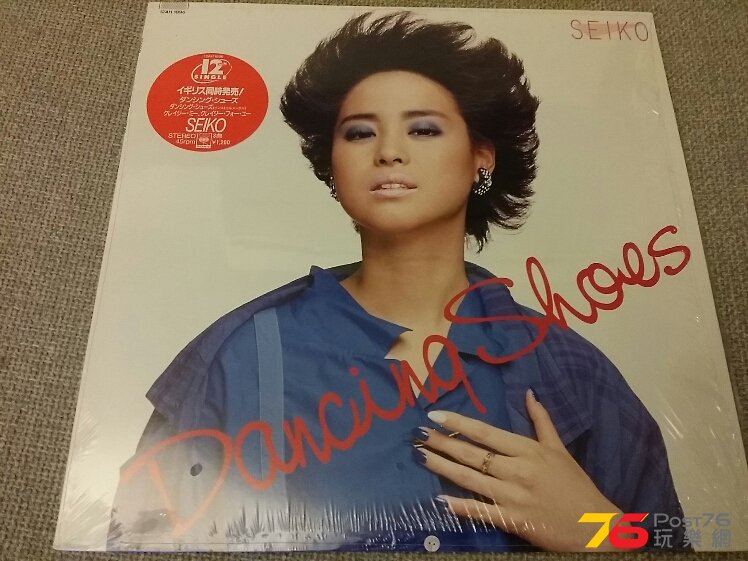 SEIKO
12"
SINGLE
イギリス同時発売!
ダンシング・シューズ
クレイジー・ミー、クレイジー・フォー・ユー
SEIKO
STEREO
45rpm
¥1,200
Dancing Shoes
76 Post76
玩樂網